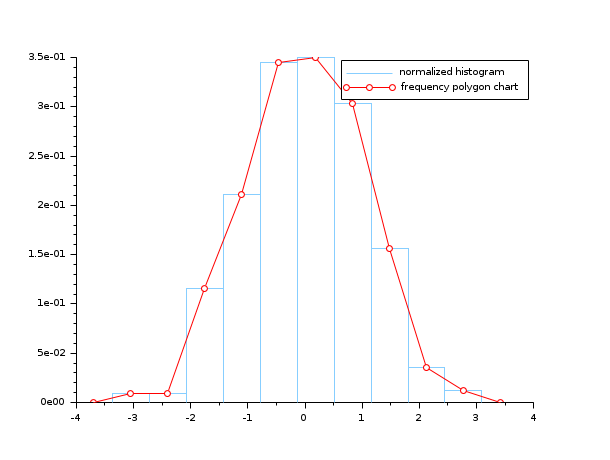 3.5e-01
normalized histogram
frequency polygon chart
3e-01
2.5e-01
2e-01
1.5e-01
1e-01
5e-02
0e00
-4 -3 -2 -1 0 1 2 3 4